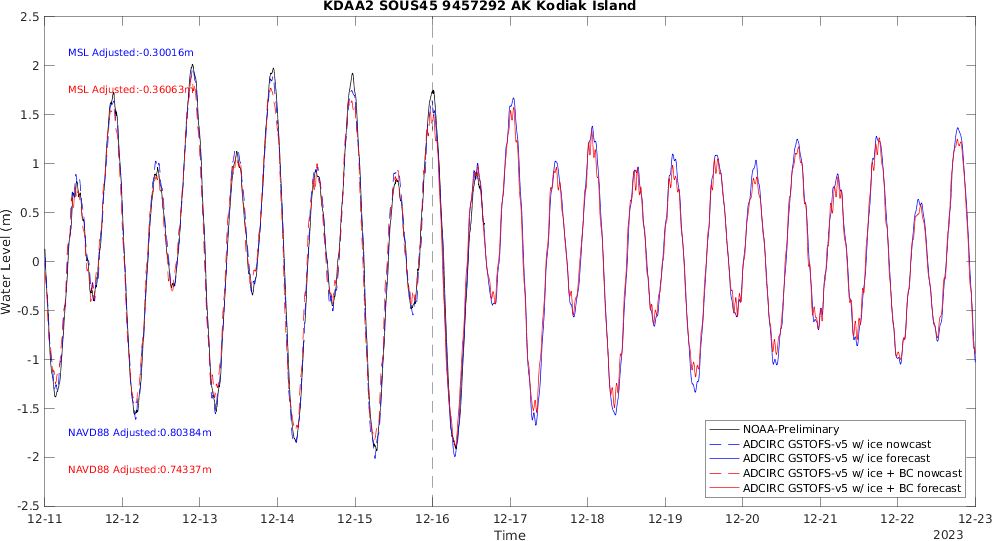 KDAA2 SOUS45 9457292 AK Kodiak Island
2.5
2
1.5
1
0.5
0
-0.5
-1
-1.5
-2
-2.5
Water Level (m)
MSL Adjusted:-0.30016m
MSL Adjusted:-0.36063m
NAVD88 Adjusted:0.80384m
NAVD88 Adjusted:0.74337m
NOAA-Preliminary
ADCIRC GSTOFS-v5 w/ ice nowcast
ADCIRC GSTOFS-v5 w/ ice forecast
ADCIRC GSTOFS-v5 w/ ice + BC nowcast
ADCIRC GSTOFS-v5 w/ ice + BC forecast
12-11 12-12 12-13 12-14 12-15 12-16 12-17 12-18 12-19 12-20 12-21 12-22 12-23
Time
2023